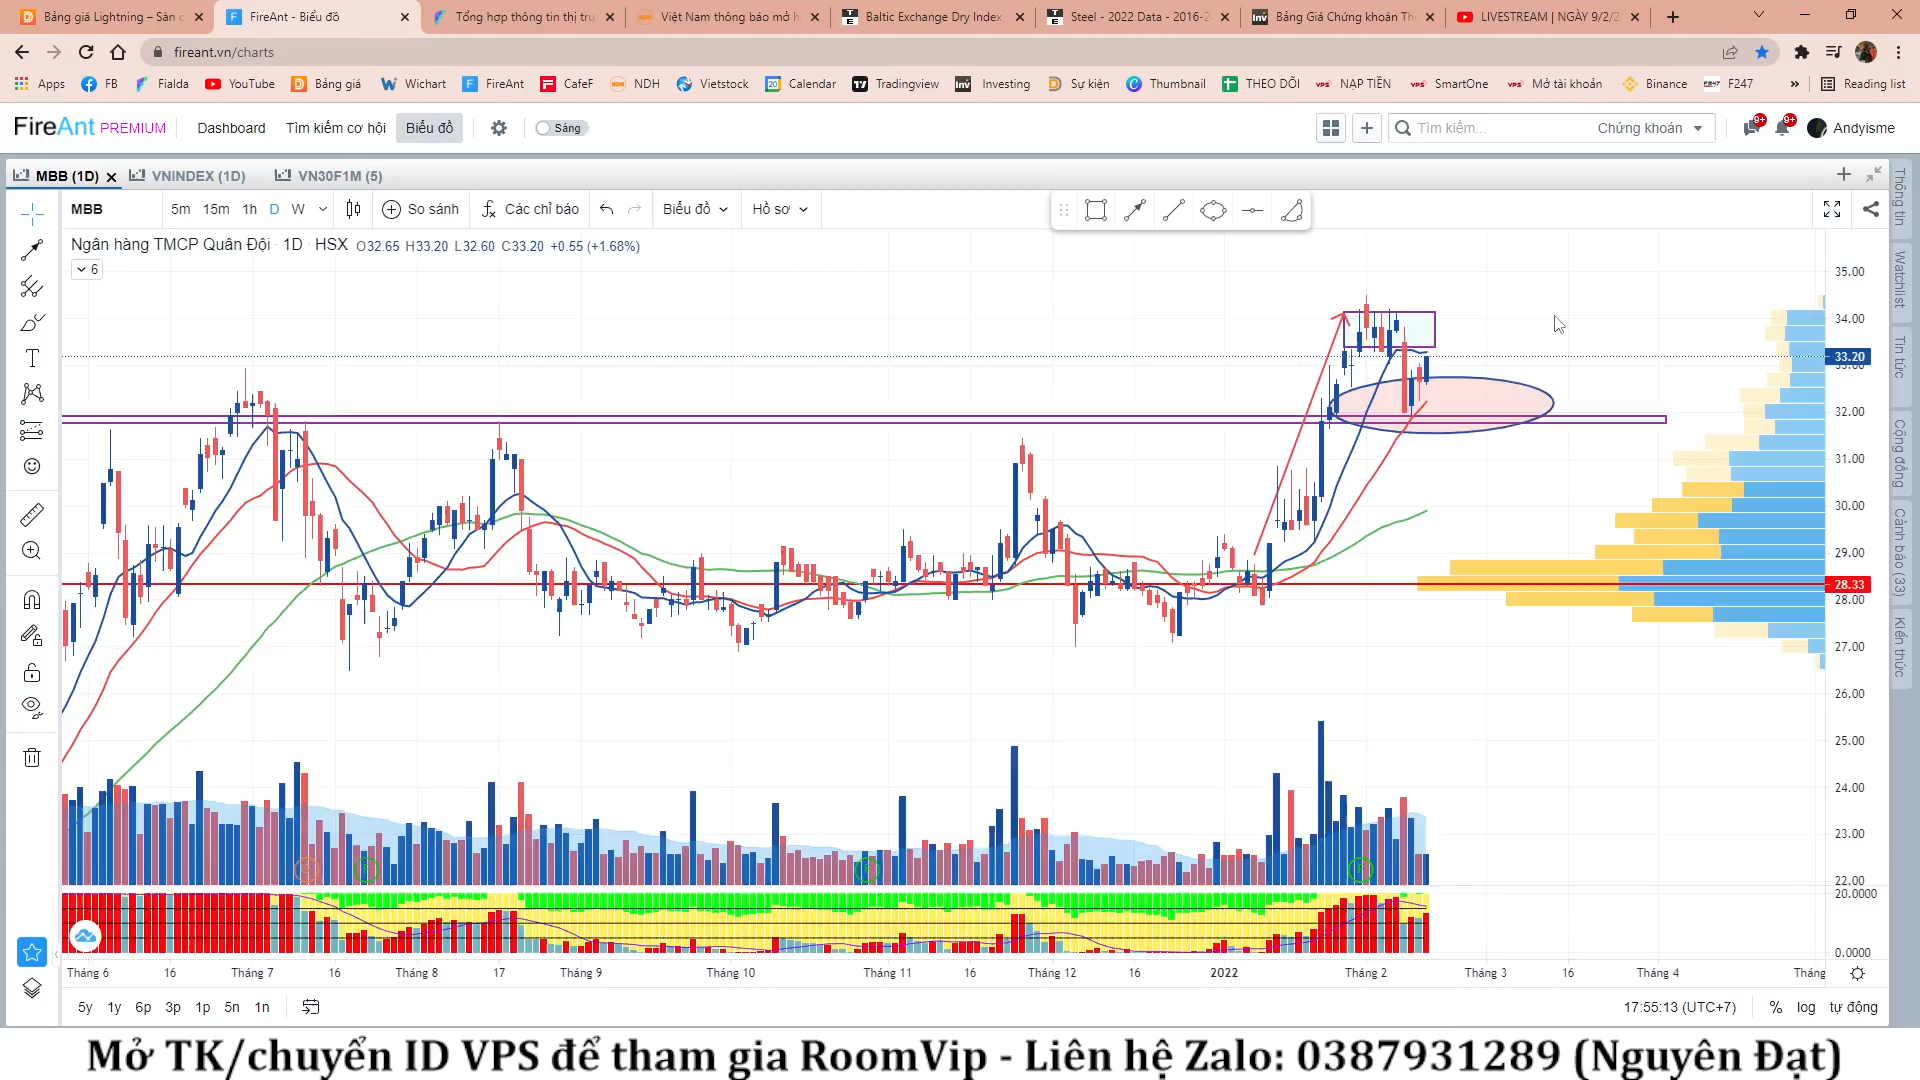 Bảng giá Lightning – Sàn c
FireAnt - Biểu đồ
Tổng hợp thông tin thị trư
Việt Nam thông báo mở h
Baltic Exchange Dry Index
Steel - 2022 Data - 2016-2
Bảng Giá Chứng khoán Th
LIVESTREAM | NGÀY 9/2/2
fireant.vn/charts
Apps FB Fialda YouTube Bảng giá Wichart FireAnt CafeF NDH Vietstock Calendar Tradingview Investing Sự kiện Thumbnail THEO DÕI NẠP TIỀN SmartOne Mở tài khoản Binance F247 » Reading list
FireAnt PREMIUM Dashboard Tìm kiếm cơ hội Biểu đồ Sáng Tìm kiếm... Chứng khoán 9+ 9+ Andyisme
MBB (1D) VNINDEX (1D) VN30F1M (5)
MBB 5m 15m 1h D W So sánh Các chỉ báo Biểu đồ Hồ sơ
Ngân hàng TMCP Quân Đội · 1D · HSX O32.65 H33.20 L32.60 C33.20 +0.55 (+1.68%)
6
35.00
34.00
33.20
33.00
32.00
31.00
30.00
29.00
28.33
28.00
27.00
26.00
25.00
24.00
23.00
22.00
20.0000
0.0000
Thông tin
Watchlist
Tin tức
Cộng đồng
Cảnh báo (33)
Kiến thức
Tháng 6 16 Tháng 7 16 Tháng 8 17 Tháng 9 Tháng 10 Tháng 11 16 Tháng 12 16 2022 Tháng 2 Tháng 3 16 Tháng 4 Tháng
5y 1y 6p 3p 1p 5n 1n 17:55:13 (UTC+7) % log tự động
Mở TK/chuyển ID VPS để tham gia RoomVip - Liên hệ Zalo: 0387931289 (Nguyên Đạt)